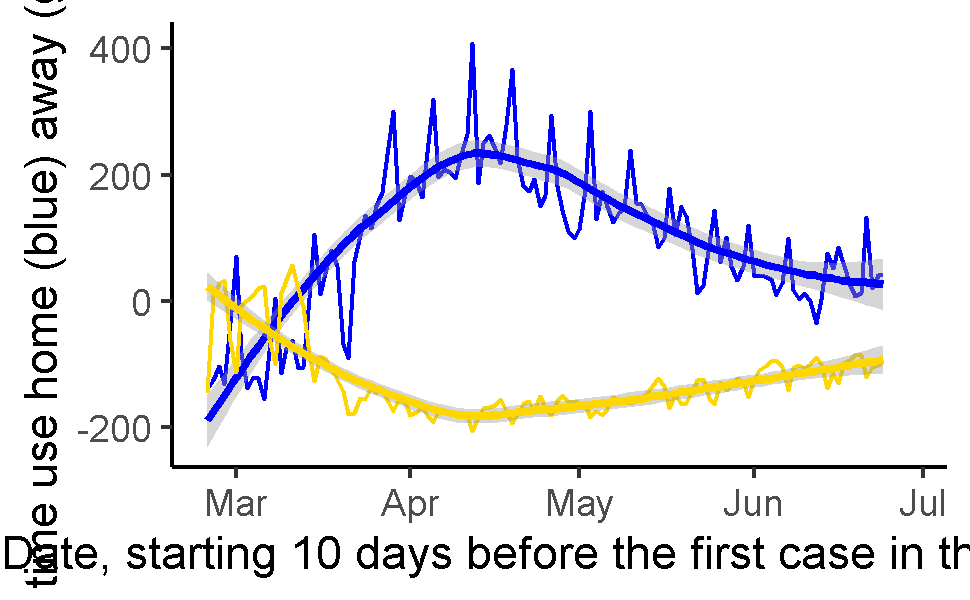 time use home (blue) away (
400
200
0
-200
Mar Apr May Jun Jul
Date, starting 10 days before the first case in th